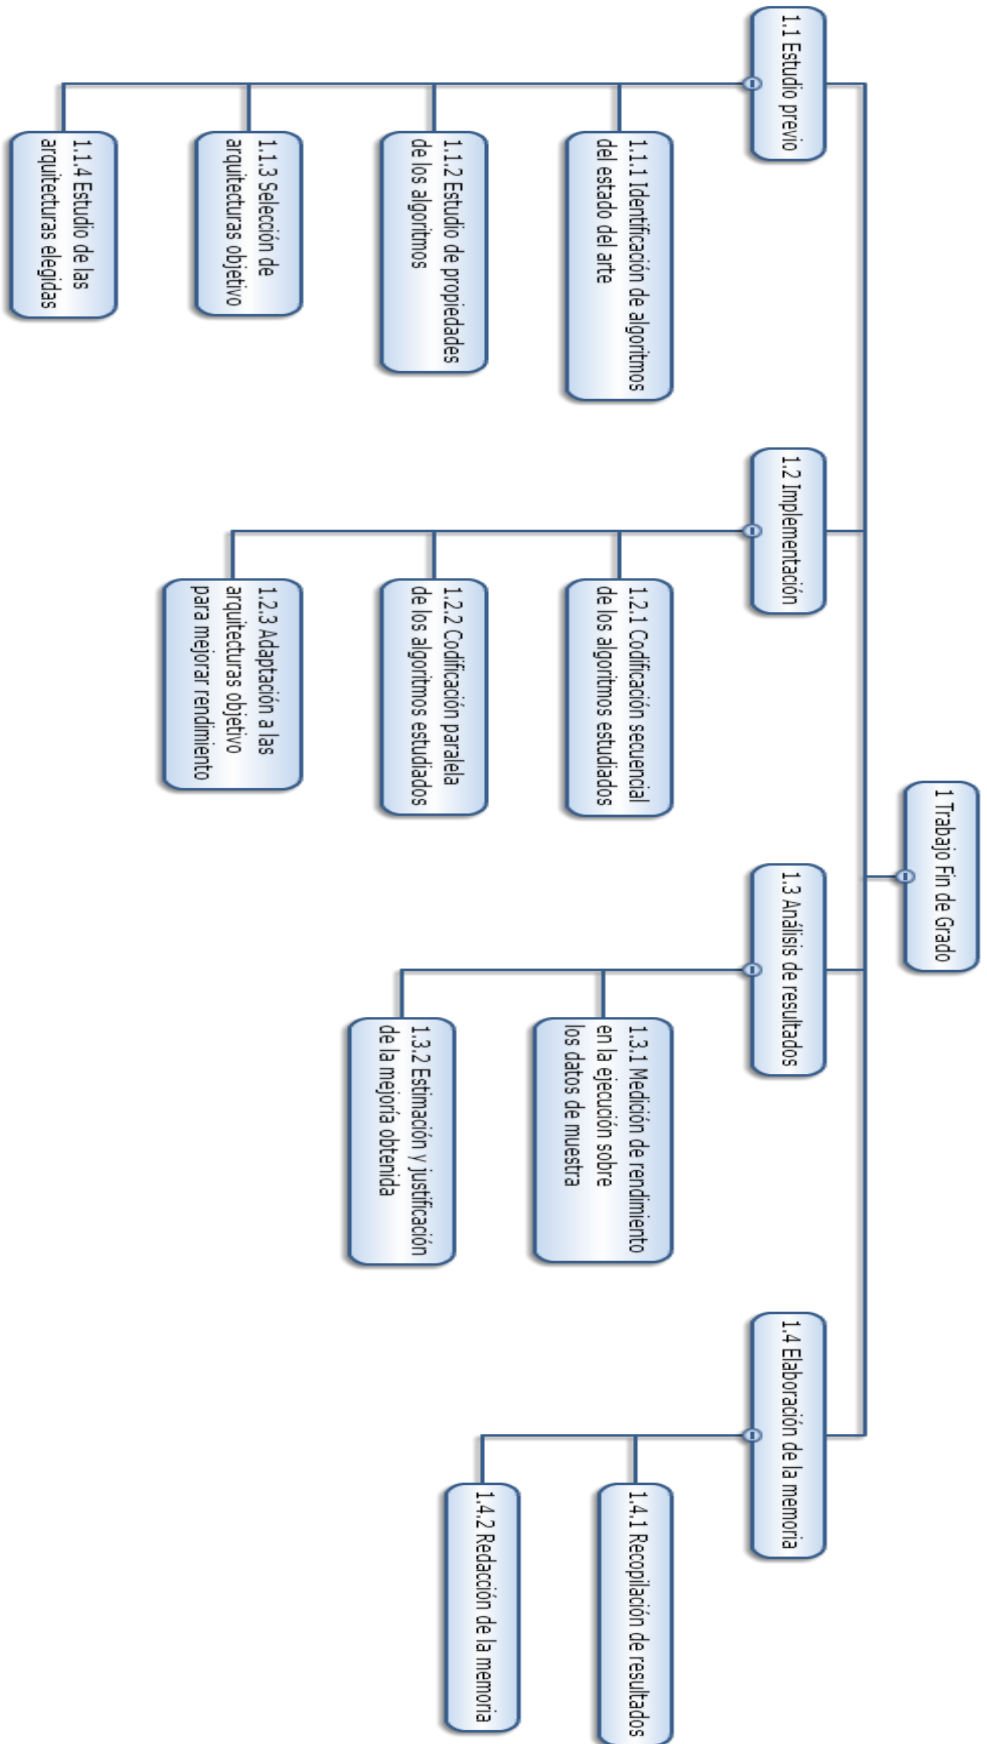 1 Trabajo Fin de Grado
1.1 Estudio previo
1.1.1 Identificación de algoritmos
del estado del arte
1.1.2 Estudio de propiedades
de los algoritmos
1.1.3 Selección de
arquitecturas objetivo
1.1.4 Estudio de las
arquitecturas elegidas
1.2 Implementación
1.2.1 Codificación secuencial
de los algoritmos estudiados
1.2.2 Codificación paralela
de los algoritmos estudiados
1.2.3 Adaptación a las
arquitecturas objetivo
para mejorar rendimiento
1.3 Análisis de resultados
1.3.1 Medición de rendimiento
en la ejecución sobre
los datos de muestra
1.3.2 Estimación y justificación
de la mejoría obtenida
1.4 Elaboración de la memoria
1.4.1 Recopilación de resultados
1.4.2 Redacción de la memoria